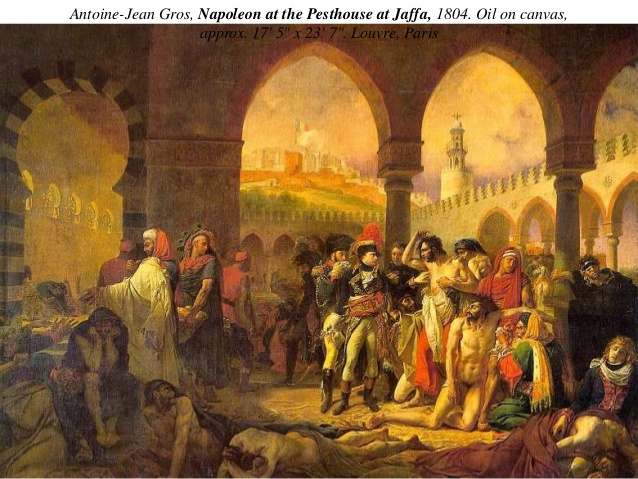 Antoine-Jean Gros, Napoleon at the Pesthouse at Jaffa, 1804. Oil on canvas,
approx. 17' 5" x 23' 7". Louvre, Paris